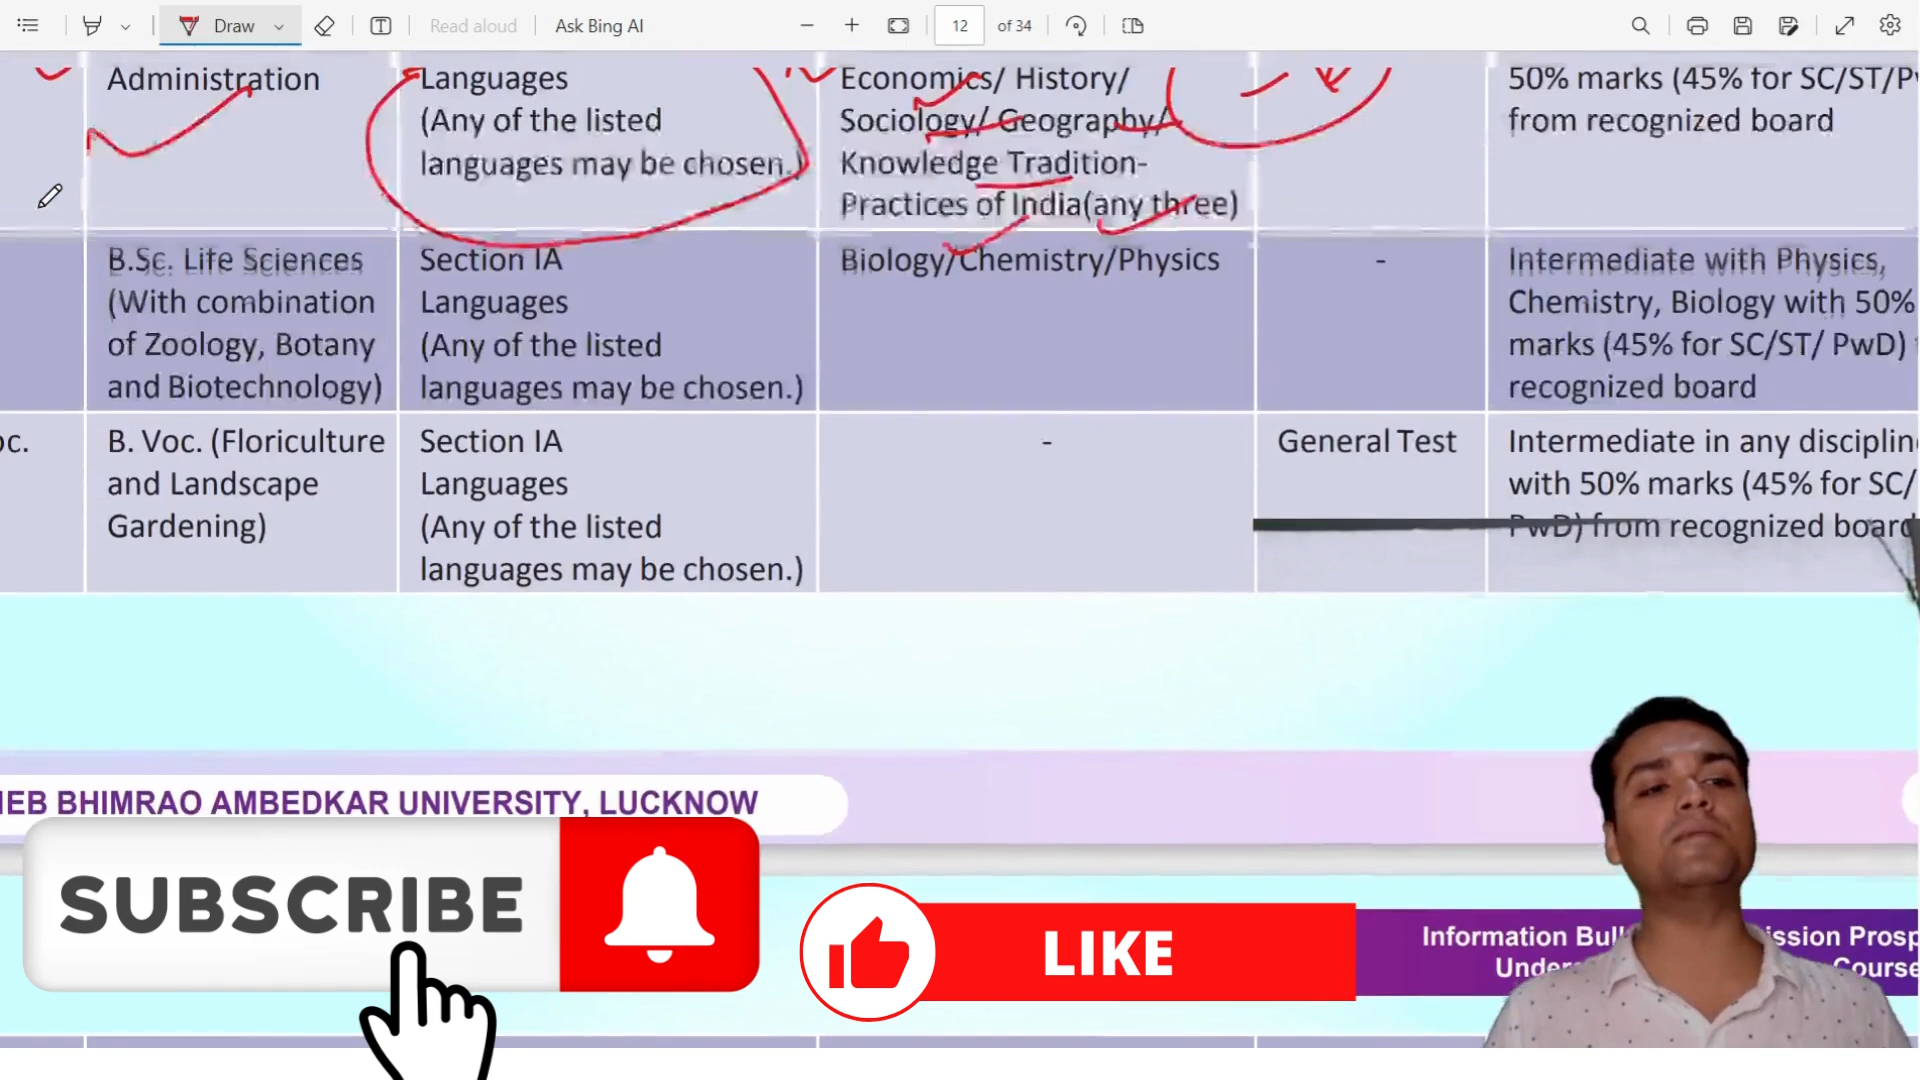 Draw
Read aloud
Ask Bing AI
12 of 34
Administration
Languages
(Any of the listed
languages may be chosen.)
Economics/ History/
Sociology/ Geography/
Knowledge Tradition-
Practices of India(any three)
50% marks (45% for SC/ST/
from recognized board
B.Sc. Life Sciences
(With combination
of Zoology, Botany
and Biotechnology)
Section IA
Languages
(Any of the listed
languages may be chosen.)
Biology/Chemistry/Physics
-
Intermediate with Physics,
Chemistry, Biology with 50%
marks (45% for SC/ST/ PwD)
recognized board
oc.
B. Voc. (Floriculture
and Landscape
Gardening)
Section IA
Languages
(Any of the listed
languages may be chosen.)
-
General Test
Intermediate in any disciplin
with 50% marks (45% for SC/
PwD) from recognized board
IEB BHIMRAO AMBEDKAR UNIVERSITY, LUCKNOW
SUBSCRIBE
LIKE
Information Bul ission Prosp
Under Course